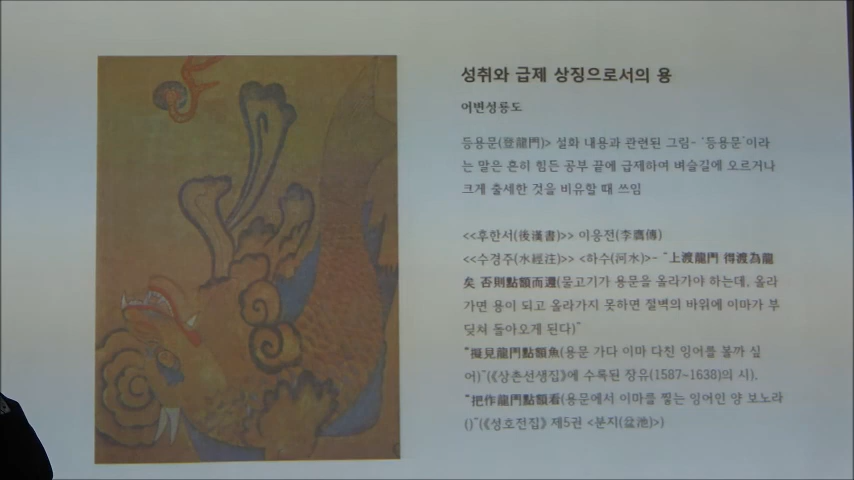 성취와 급제 상징으로서의 용
어변성룡도
등용문(登龍門)> 설화 내용과 관련된 그림- '등용문'이라
는 말은 흔히 힘든 공부 끝에 급제하여 벼슬길에 오르거나
크게 출세한 것을 비유할 때 쓰임
<<후한서(後漢書)>> 이응전(李膺傳)
<<수경주(水經注)>> <하수(河水)>- "上渡龍門 得渡為龍
矣 否則點額而還(물고기가 용문을 올라가야 하는데, 올라
가면 용이 되고 올라가지 못하면 절벽의 바위에 이마가 부
딪쳐 돌아오게 된다)"
"擬見龍門點額魚(용문 가다 이마 다친 잉어를 볼까 싶
어)"(《상촌선생집》에 수록된 장유(1587~1638)의 시).
"把作龍門點額看(용문에서 이마를 찧는 잉어인 양 보노라
()"(《성호전집》 제5권 <분지(盆池)>)